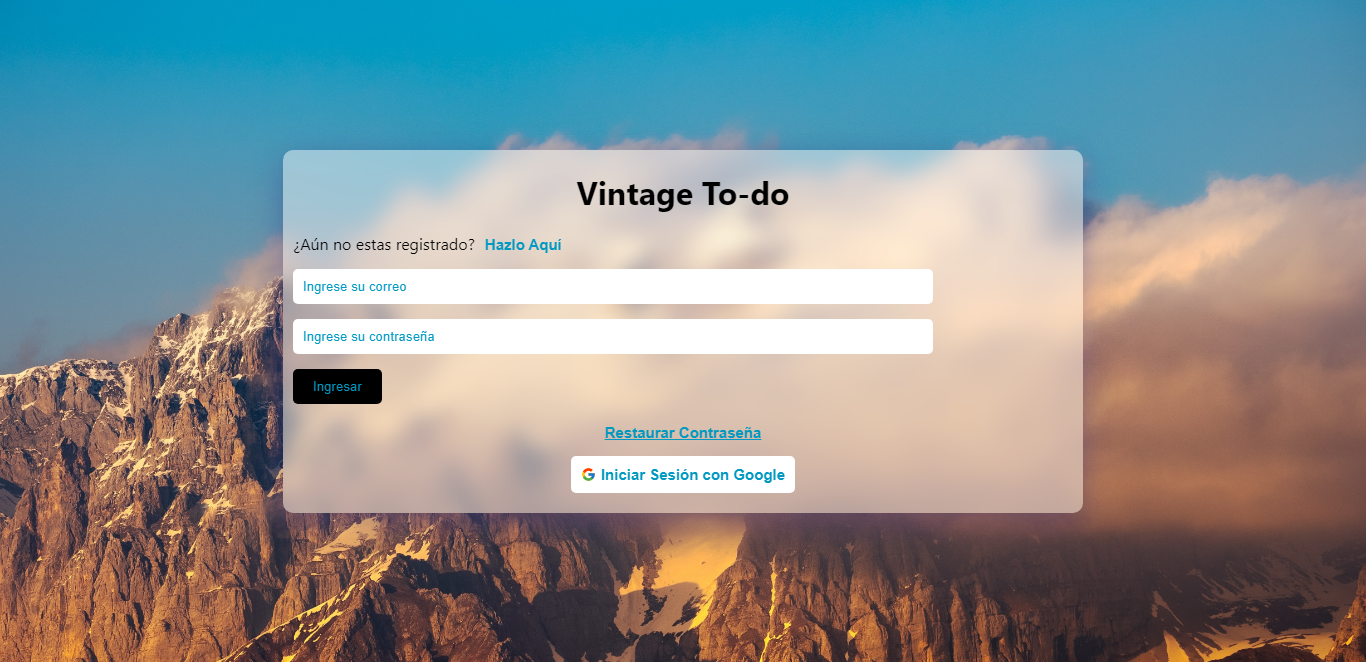 Vintage To-do
¿Aún no estas registrado? Hazlo Aquí
Ingrese su correo
Ingrese su contraseña
Ingresar
Restaurar Contraseña
Iniciar Sesión con Google